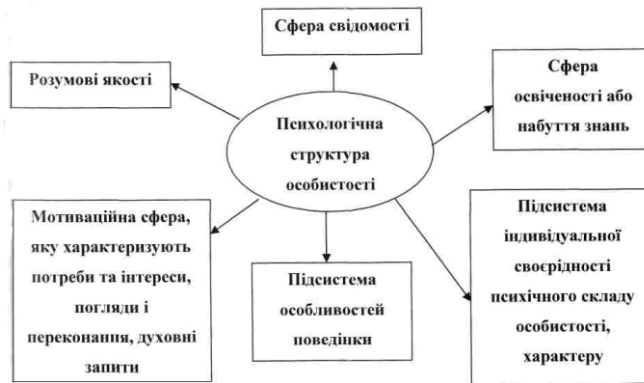 Сфера свідомості
Розумові якості
Сфера
освіченості або
набуття знань
Психологічна
структура
особистості
Мотиваційна сфера,
яку характеризують
потреби та інтереси,
погляди і
переконання, духовні
запити
Підсистема
особливостей
поведінки
Підсистема
індивідуальної
своєрідності
психічного складу
особистості,
характеру